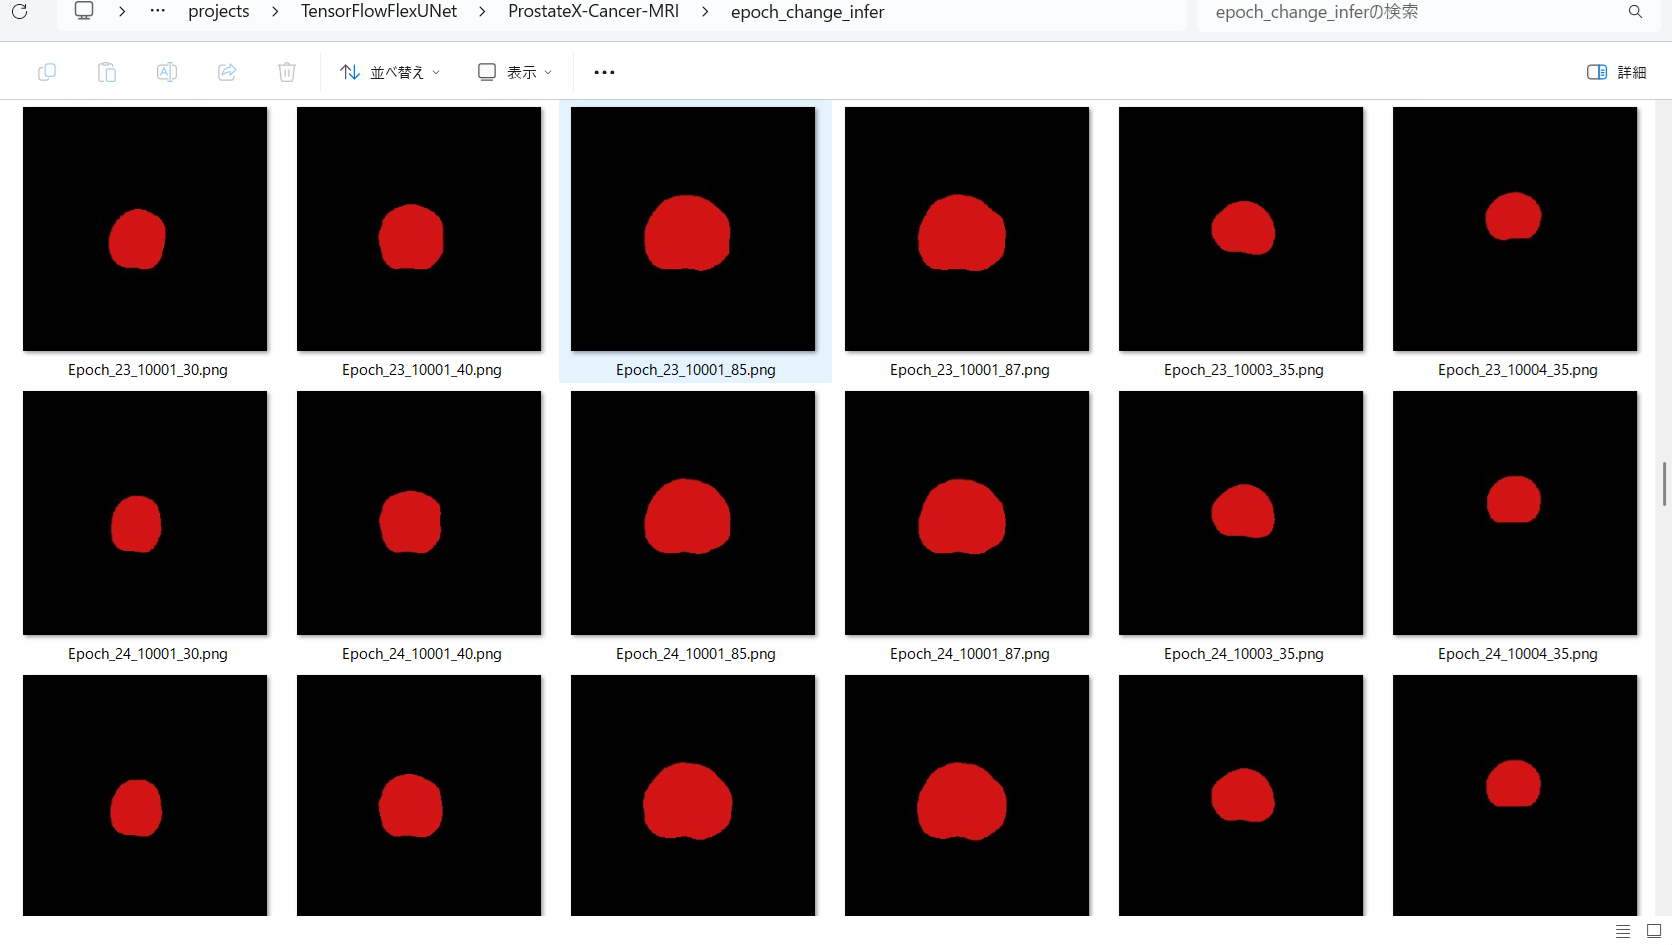 projects > TensorFlowFlexUNet > ProstateX-Cancer-MRI > epoch_change_infer
epoch_change_inferの検索
並べ替え 表示 詳細
Epoch_23_10001_30.png Epoch_23_10001_40.png Epoch_23_10001_85.png Epoch_23_10001_87.png Epoch_23_10003_35.png Epoch_23_10004_35.png
Epoch_24_10001_30.png Epoch_24_10001_40.png Epoch_24_10001_85.png Epoch_24_10001_87.png Epoch_24_10003_35.png Epoch_24_10004_35.png